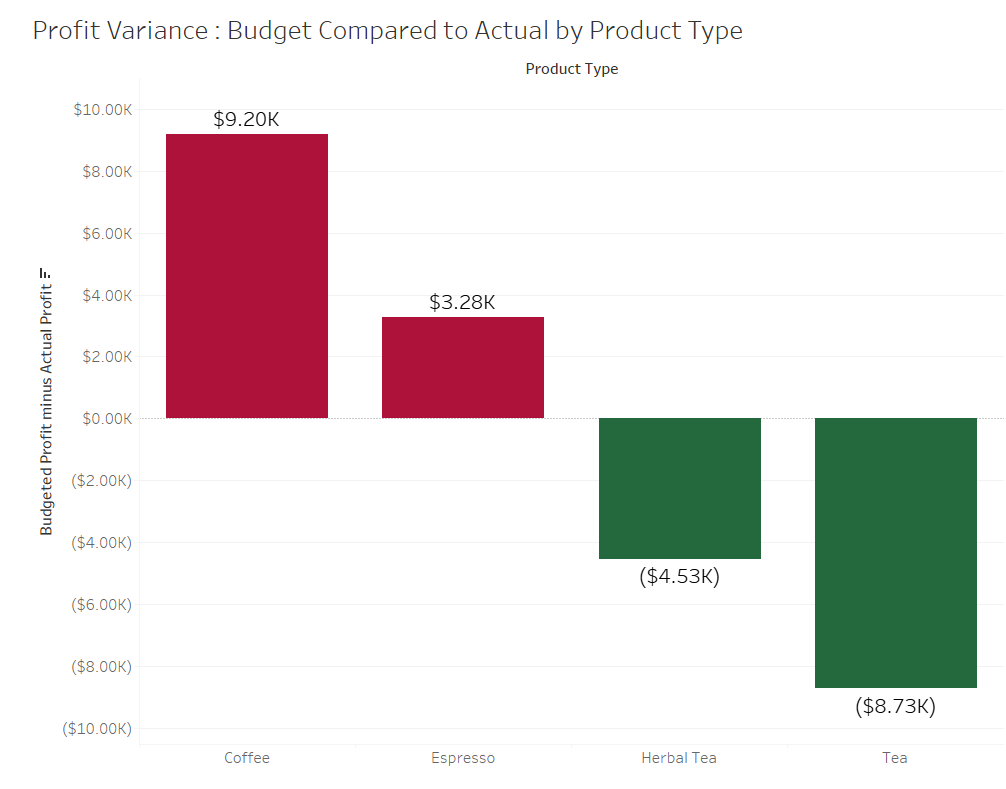 Profit Variance : Budget Compared to Actual by Product Type
Product Type
Budgeted Profit minus Actual Profit
$10.00K
$8.00K
$6.00K
$4.00K
$2.00K
$0.00K
($2.00K)
($4.00K)
($6.00K)
($8.00K)
($10.00K)
$9.20K
$3.28K
($4.53K)
($8.73K)
Coffee
Espresso
Herbal Tea
Tea